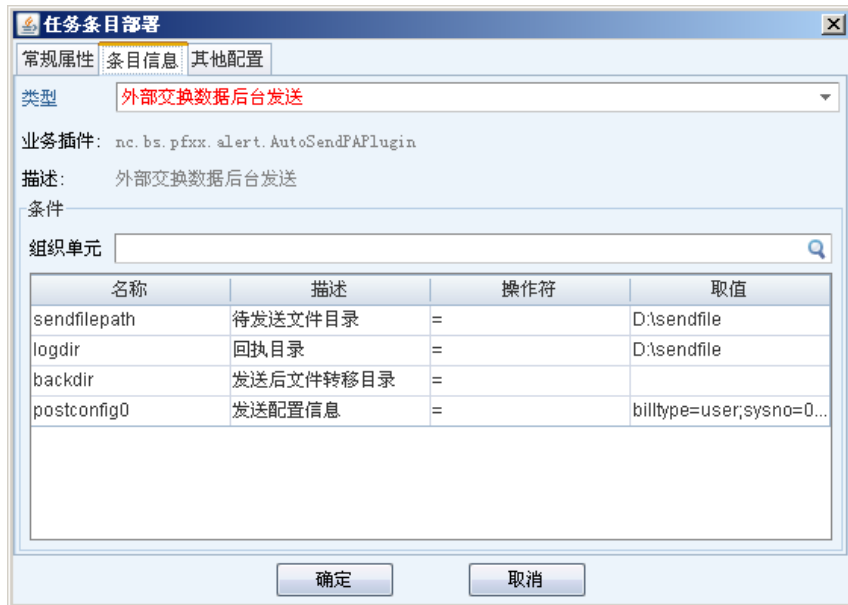 任务条目部署
常规属性 条目信息 其他配置
类型 外部交换数据后台发送
业务插件: nc.bs.pfxx.alert.AutoSendPAPlugin
描述: 外部交换数据后台发送
条件
组织单元
名称 描述 操作符 取值
sendfilepath 待发送文件目录 = D:\sendfile
logdir 回执目录 = D:\sendfile
backdir 发送后文件转移目录 =
postconfig0 发送配置信息 = billtype=user;sysno=0...
确定 取消